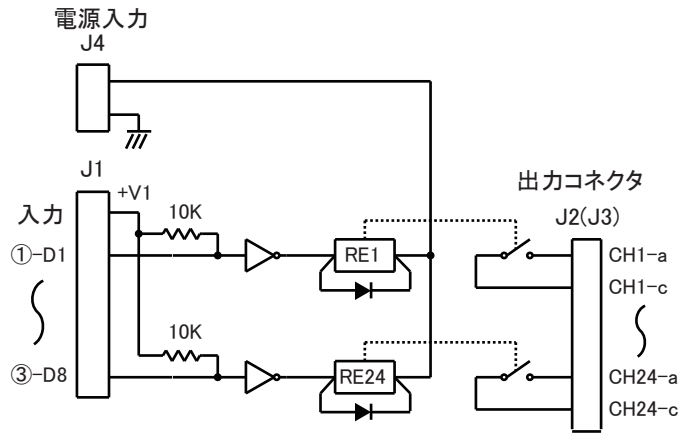 電源入力
J4
J1
+V1
入力
10K
①-D1
RE1
10K
③-D8
RE24
出力コネクタ
J2(J3)
CH1-a
CH1-c
CH24-a
CH24-c